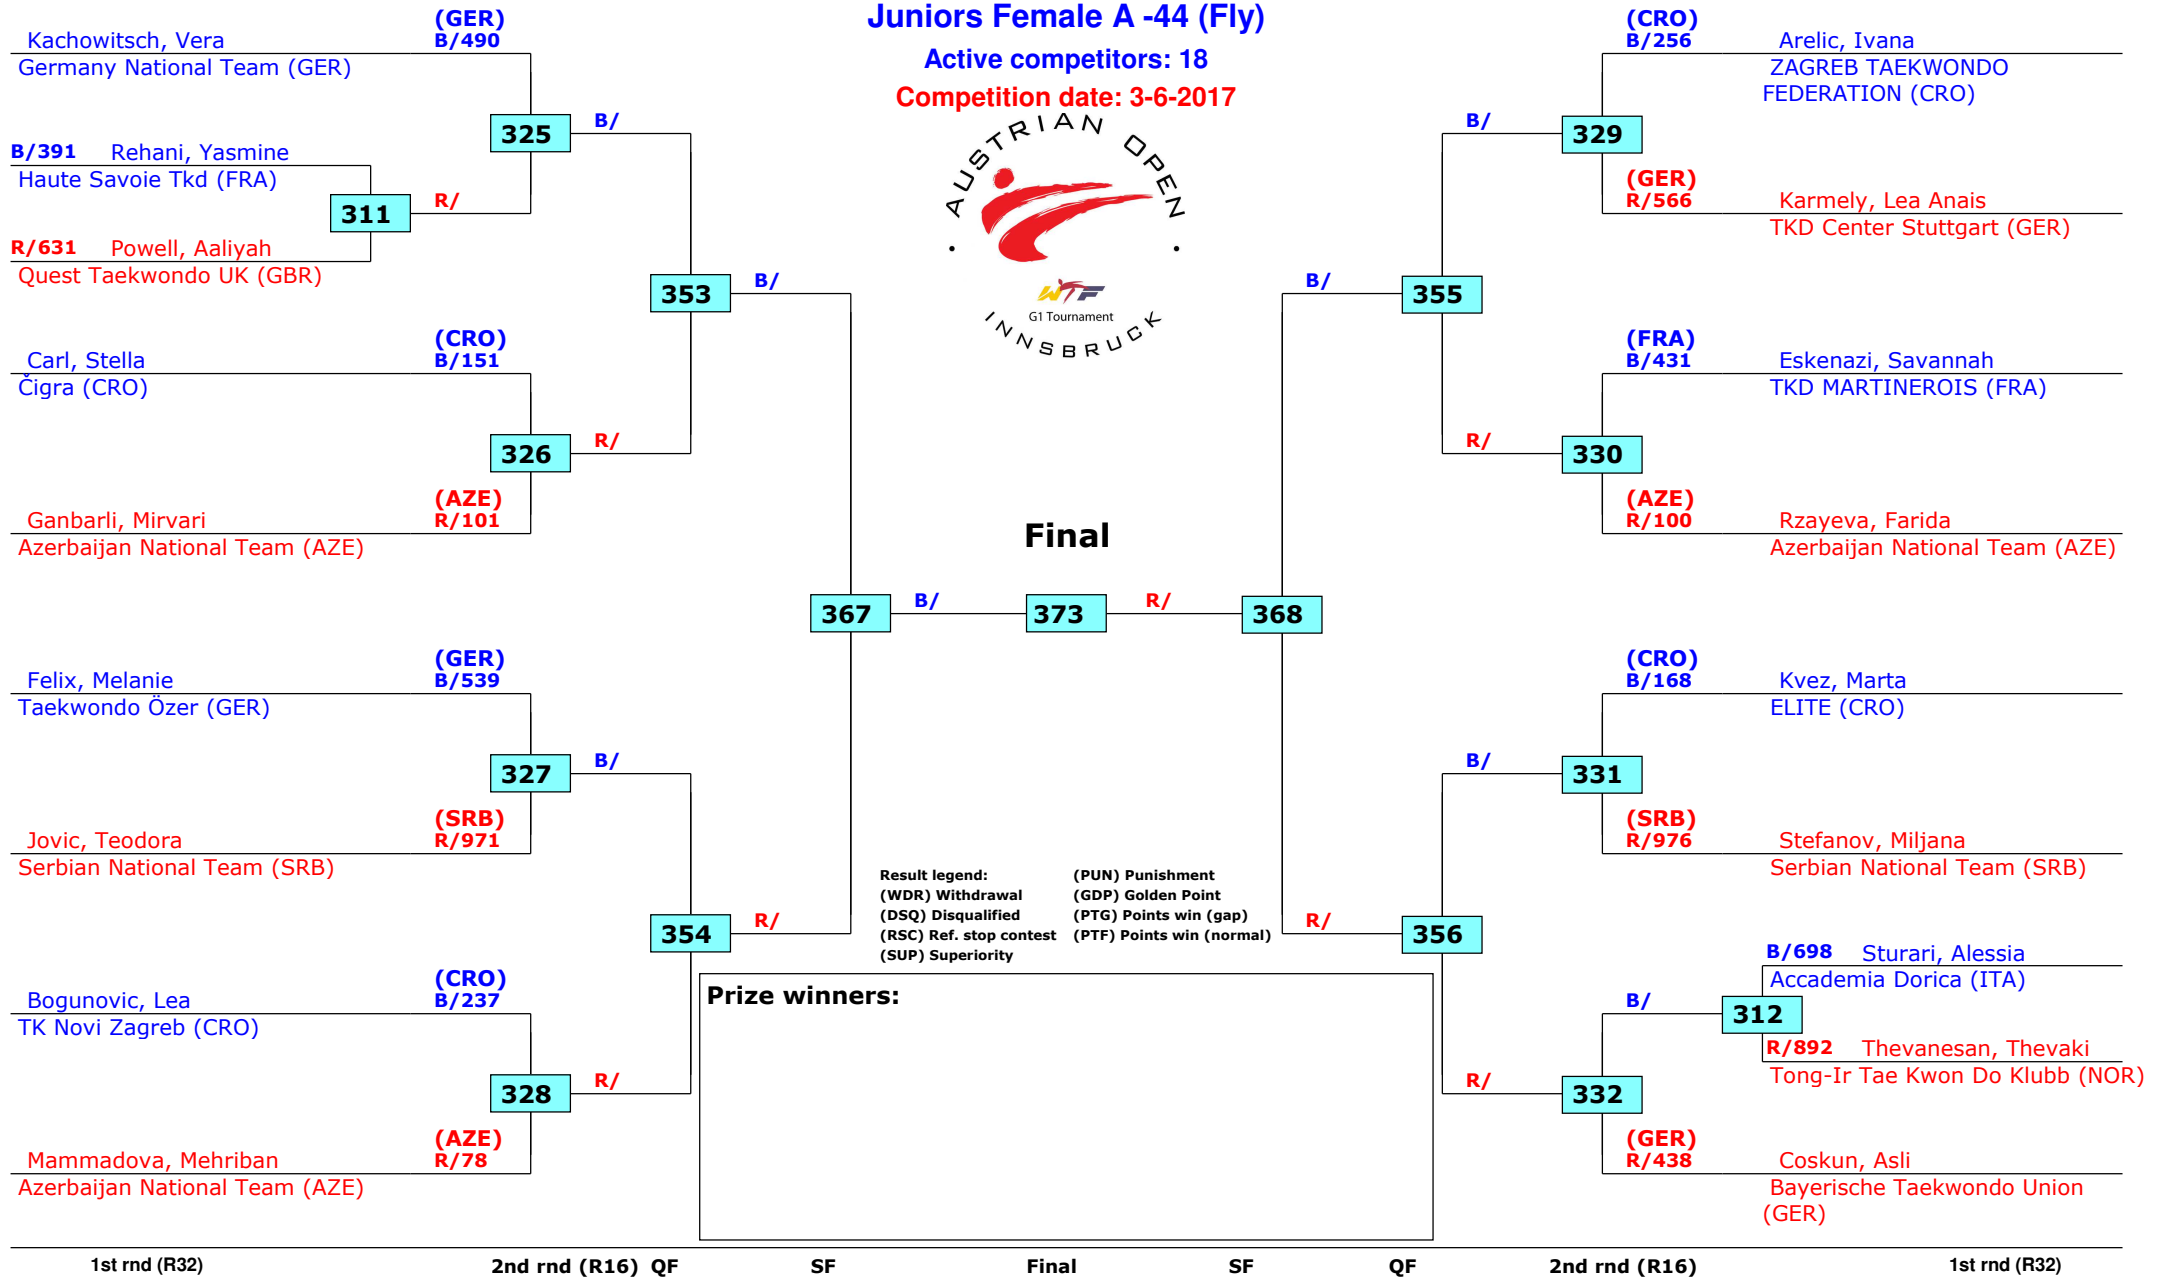 Juniors Female A -44 (Fly)
Active competitors: 18
Competition date: 3-6-2017
AUSTRIAN OPEN
WTF
G1 Tournament
INNSBRUCK
(GER)
Kachowitsch, Vera B/490
Germany National Team (GER)
325
B/
B/391 Rehani, Yasmine
Haute Savoie Tkd (FRA)
311
R/
R/631 Powell, Aaliyah
Quest Taekwondo UK (GBR)
353
B/
(CRO)
Carl, Stella B/151
Čigra (CRO)
326
R/
(AZE)
Ganbarli, Mirvari R/101
Azerbaijan National Team (AZE)
367
B/
(GER)
Felix, Melanie B/539
Taekwondo Özer (GER)
327
B/
(SRB)
Jovic, Teodora R/971
Serbian National Team (SRB)
354
R/
(CRO)
Bogunovic, Lea B/237
TK Novi Zagreb (CRO)
328
R/
(AZE)
Mammadova, Mehriban R/78
Azerbaijan National Team (AZE)
Final
373
R/
368
(CRO)
B/256 Arelic, Ivana
ZAGREB TAEKWONDO
FEDERATION (CRO)
B/
329
(GER)
R/566 Karmely, Lea Anais
TKD Center Stuttgart (GER)
B/
355
(FRA)
B/431 Eskenazi, Savannah
TKD MARTINEROIS (FRA)
R/
330
(AZE)
R/100 Rzayeva, Farida
Azerbaijan National Team (AZE)
(CRO)
B/168 Kvez, Marta
ELITE (CRO)
B/
331
(SRB)
R/976 Stefanov, Miljana
Serbian National Team (SRB)
R/
356
B/698 Sturari, Alessia
Accademia Dorica (ITA)
B/
312
R/892 Thevanesan, Thevaki
Tong-Ir Tae Kwon Do Klubb (NOR)
R/
332
(GER)
R/438 Coskun, Asli
Bayerische Taekwondo Union
(GER)
Result legend: (PUN) Punishment
(WDR) Withdrawal (GDP) Golden Point
(DSQ) Disqualified (PTG) Points win (gap)
(RSC) Ref. stop contest (PTF) Points win (normal)
(SUP) Superiority
Prize winners:
1st rnd (R32) 2nd rnd (R16) QF SF Final SF QF 2nd rnd (R16) 1st rnd (R32)